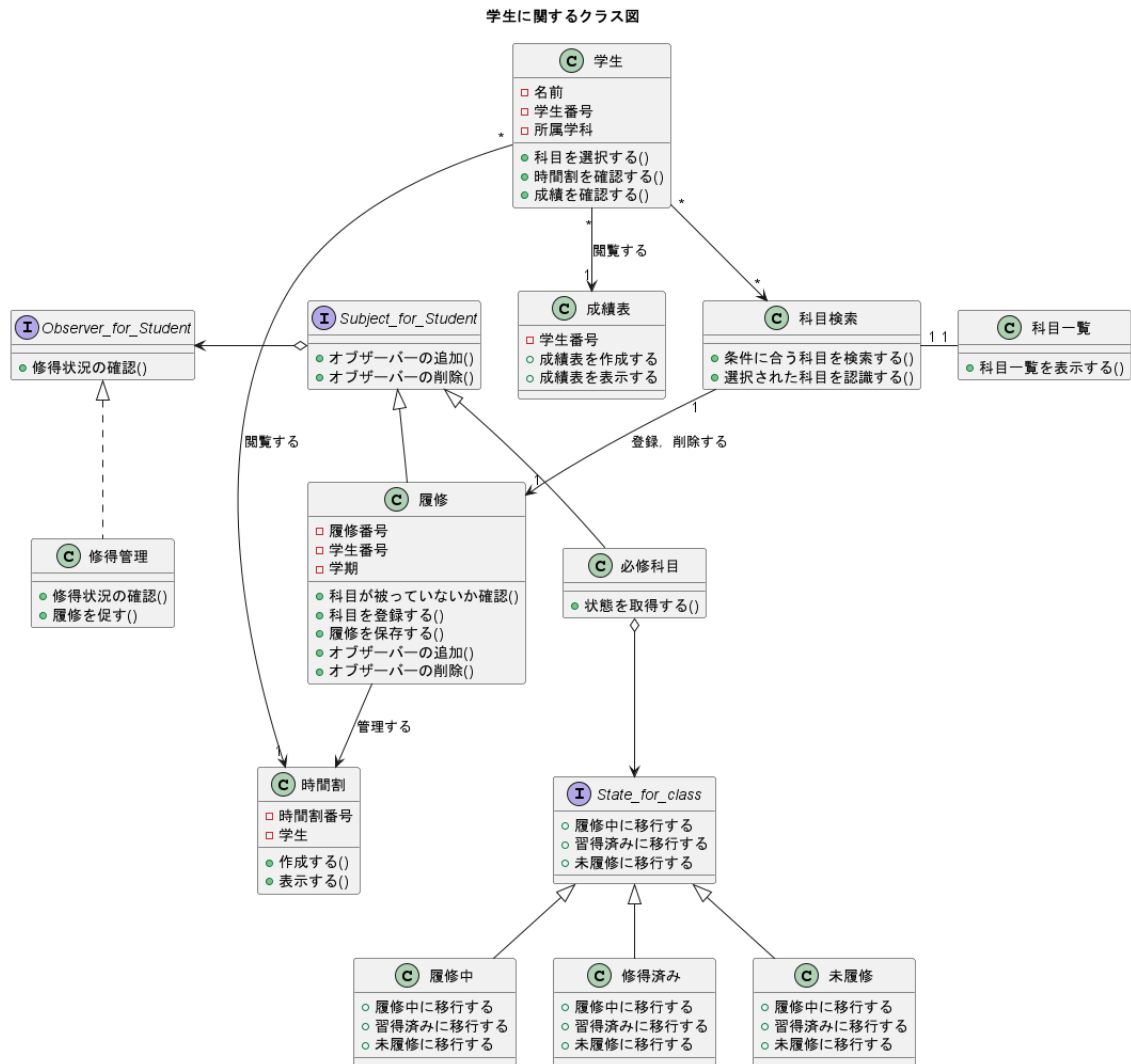 学生に関するクラス図
C 学生
名前
学生番号
所属学科
科目を選択する()
時間割を確認する()
成績を確認する()
*
*
*
閲覧する
1
*
I Observer_for_Student
修得状況の確認()
I Subject_for_Student
オブザーバーの追加()
オブザーバーの削除()
C 成績表
学生番号
成績表を作成する
成績表を表示する
C 科目検索
条件に合う科目を検索する()
選択された科目を認識する()
1 1
C 科目一覧
科目一覧を表示する()
閲覧する
1
登録，削除する
1
C 修得管理
修得状況の確認()
履修を促す()
C 履修
履修番号
学生番号
学期
科目が被っていないか確認()
科目を登録する()
履修を保存する()
オブザーバーの追加()
オブザーバーの削除()
C 必修科目
状態を取得する()
管理する
1
C 時間割
時間割番号
学生
作成する()
表示する()
I State_for_class
履修中に移行する
習得済みに移行する
未履修に移行する
C 履修中
履修中に移行する
習得済みに移行する
未履修に移行する
C 修得済み
履修中に移行する
習得済みに移行する
未履修に移行する
C 未履修
履修中に移行する
習得済みに移行する
未履修に移行する